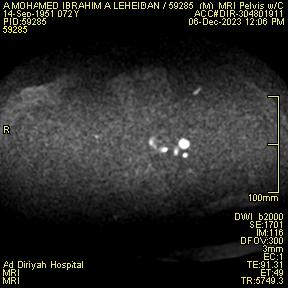 A MOHAMED IBRAHIM A LEHEIDAN / 59285 (M) MRI Pelvis w/C
14-Sep-1951 072Y
ACC#DIR-304801911
PID:59285
06-Dec-2023 12:06 PM
59285
R
100mm
DWI_b2000
SE:1701
IM:116
DFOV:300
3mm
EC:1
Ad Diriyah Hospital
TE:91.31
MRI
ET:49
MRI
TR:5749.3